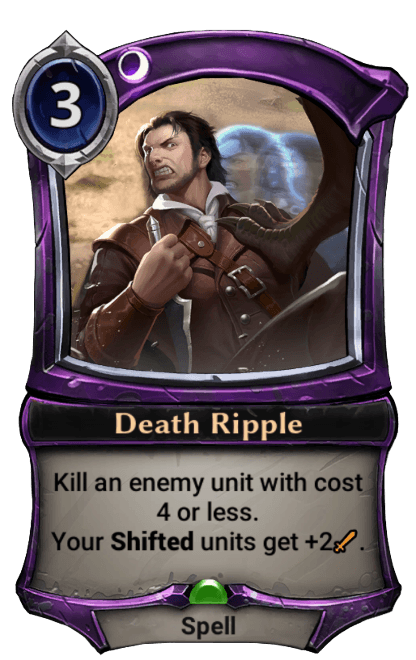 3
Death Ripple
Kill an enemy unit with cost
4 or less.
Your Shifted units get +2.
Spell